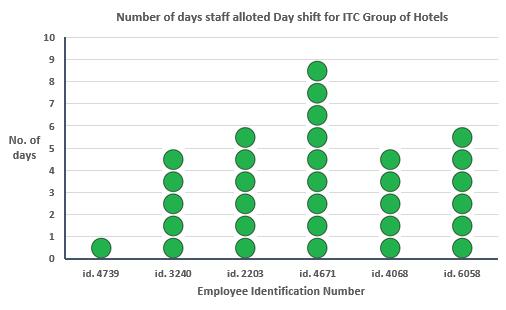 Number of days staff alloted Day shift for ITC Group of Hotels
10
9
8
7
6
5
4
3
2
1
0
No. of
days
id. 4739 id. 3240 id. 2203 id. 4671 id. 4068 id. 6058
Employee Identification Number